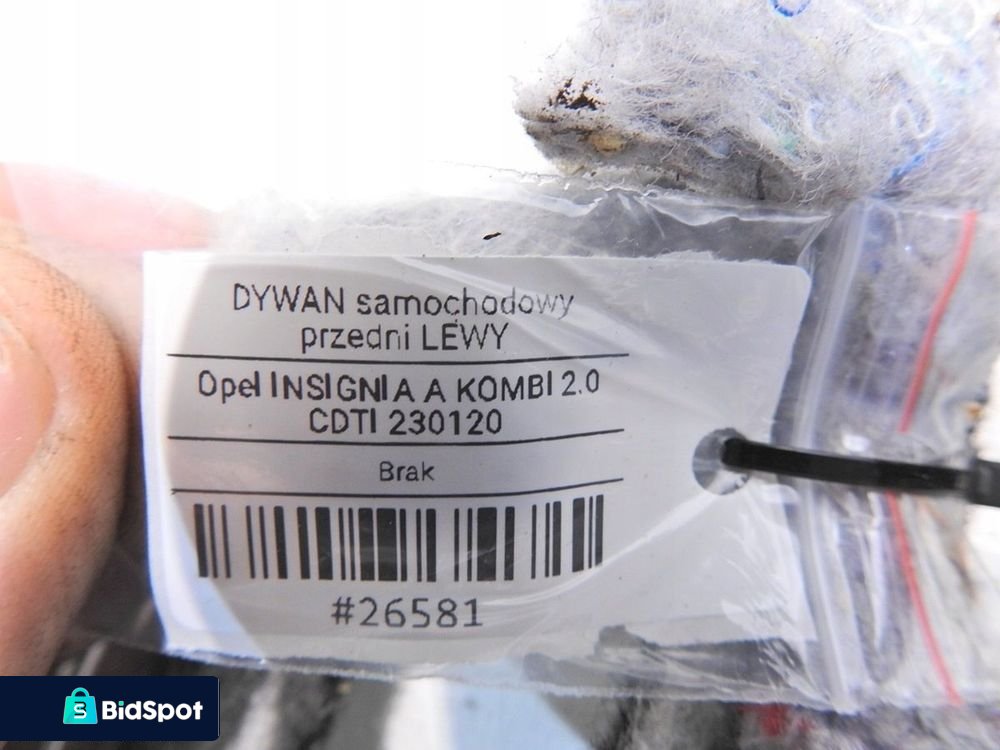 DYWAN samochodowy
przedni LEWY
Opel INSIGNIA A KOMBI 2.0
CDTI 230120
Brak
#26581
BidSpot